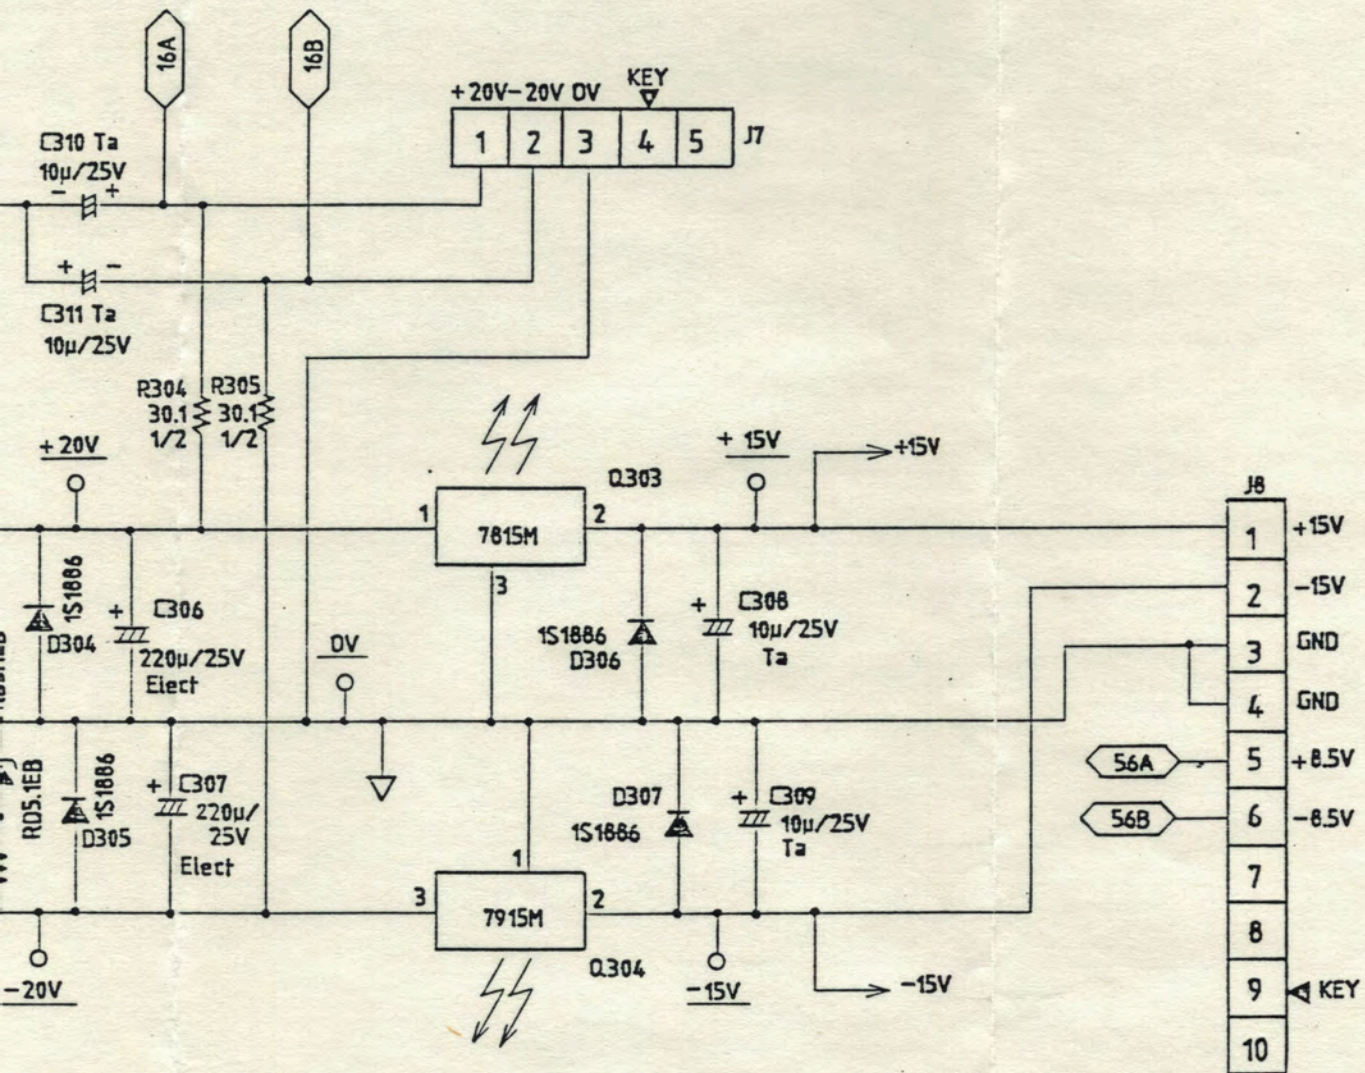 16A
16B
KEY
+20V-20V 0V
1 2 3 4 5 J7
C310 Ta
10µ/25V
- +
+ -
C311 Ta
10µ/25V
R304 R305
30.1 30.1
1/2 1/2
+20V
+15V
+15V
Q303
1
7815M
2
3
J8
1 +15V
2 -15V
3 GND
4 GND
56A
5 +8.5V
56B
6 -8.5V
7
8
9 KEY
10
1S1886
D304
+ C306
220µ/25V
Elect
0V
1S1886
D306
+ C308
10µ/25V
Ta
RD5.1EB
1S1886
D305
+ C307
220µ/
25V
Elect
D307
1S1886
+ C309
10µ/25V
Ta
1
3
7915M
2
Q304
-20V
-15V
-15V